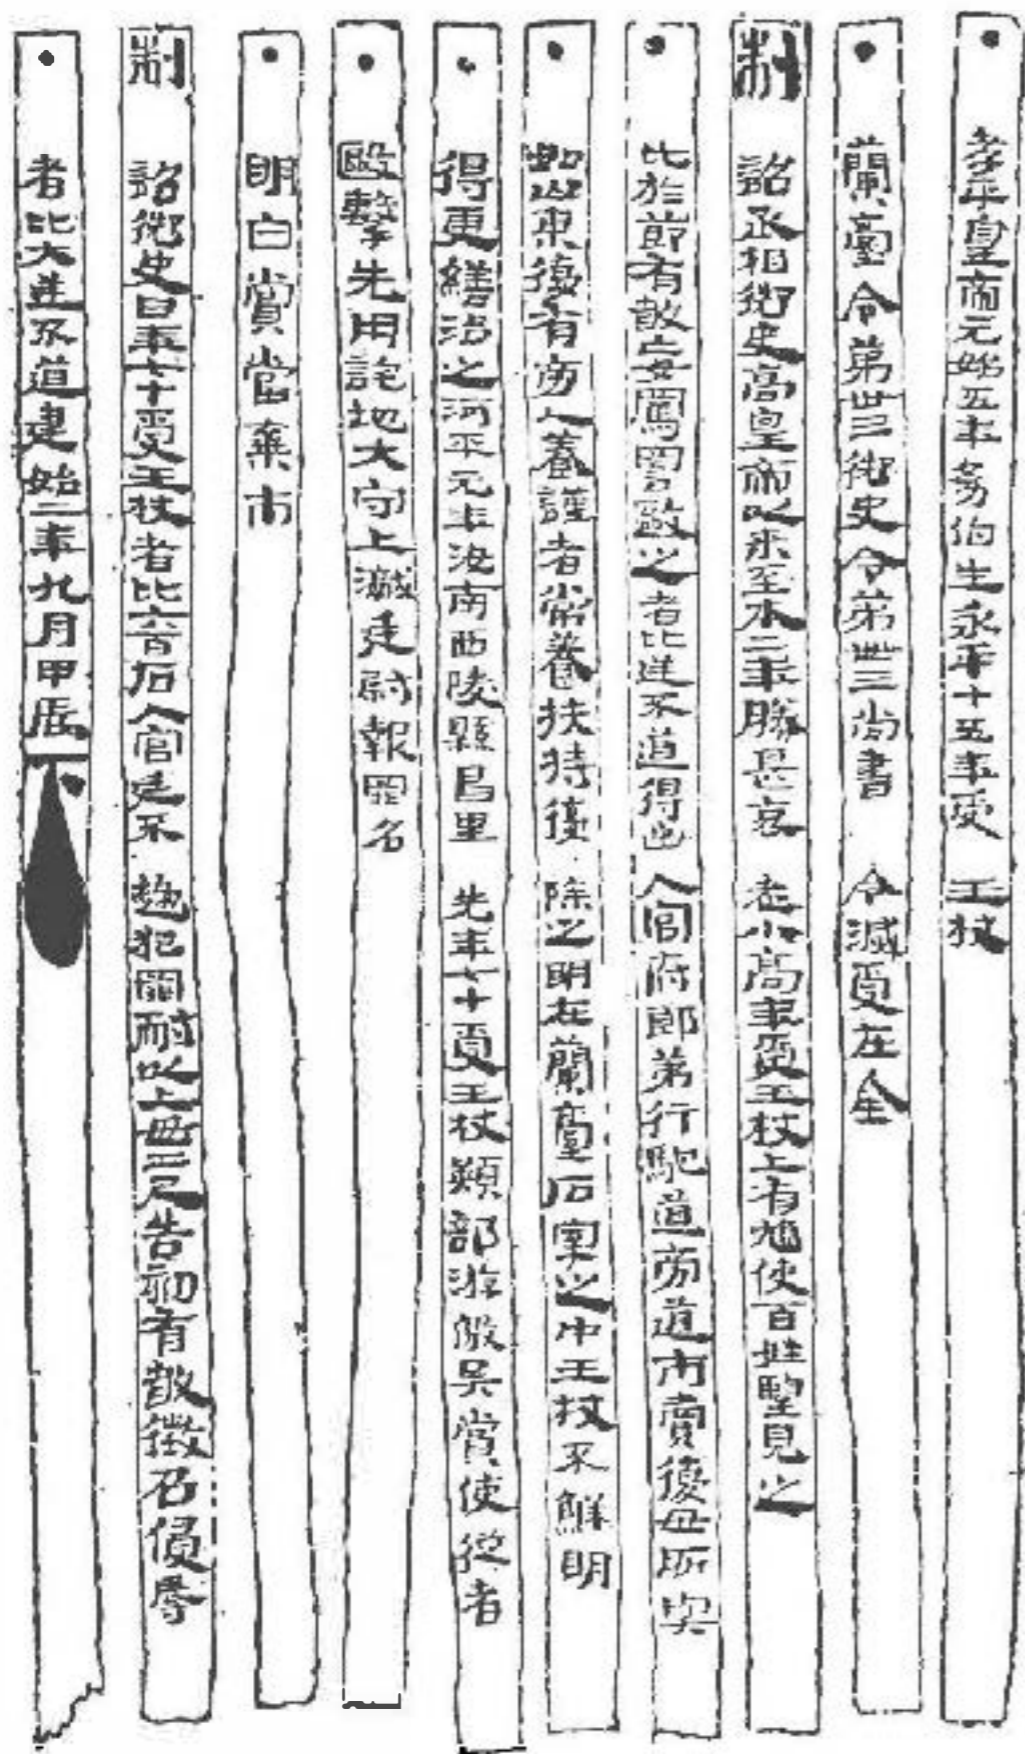 孝平皇帝元始五年幼伯生永平十五年受王杖
蘭臺令第卅三御史令第卌三尚書令滅受在金
制詔丞相御史高皇帝以來至本二年勝甚哀老小高年受王杖上有鳩使百姓望見之
比於節有敢妄罵詈毆之者比逆不道得出入官府郎第行馳道旁道市賣復毋所與
如山東復有旁人養謹者常養扶持復除之明在蘭臺石室之中王杖不鮮明
得更繕治之河平元年汝南西陵縣昌里先年七十受王杖熲部游徼吳賞使從者
毆擊先用詫地大守上讞廷尉報罪名
明白賞當棄市
制詔御史曰年七十受王杖者比六百石入官廷不趨犯罪耐以上毋二尺告劾有敢徵召侵辱
者比大逆不道建始二年九月甲辰下